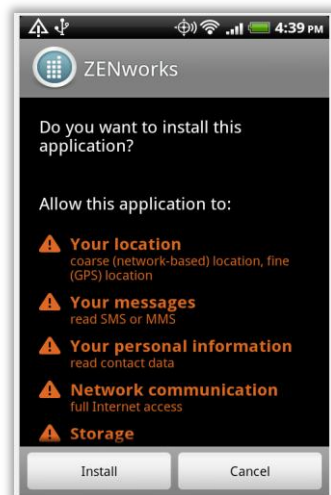 4:39 PM
ZENworks
Do you want to install this
application?
Allow this application to:
Your location
coarse (network-based) location, fine
(GPS) location
Your messages
read SMS or MMS
Your personal information
read contact data
Network communication
full Internet access
Storage
Install
Cancel